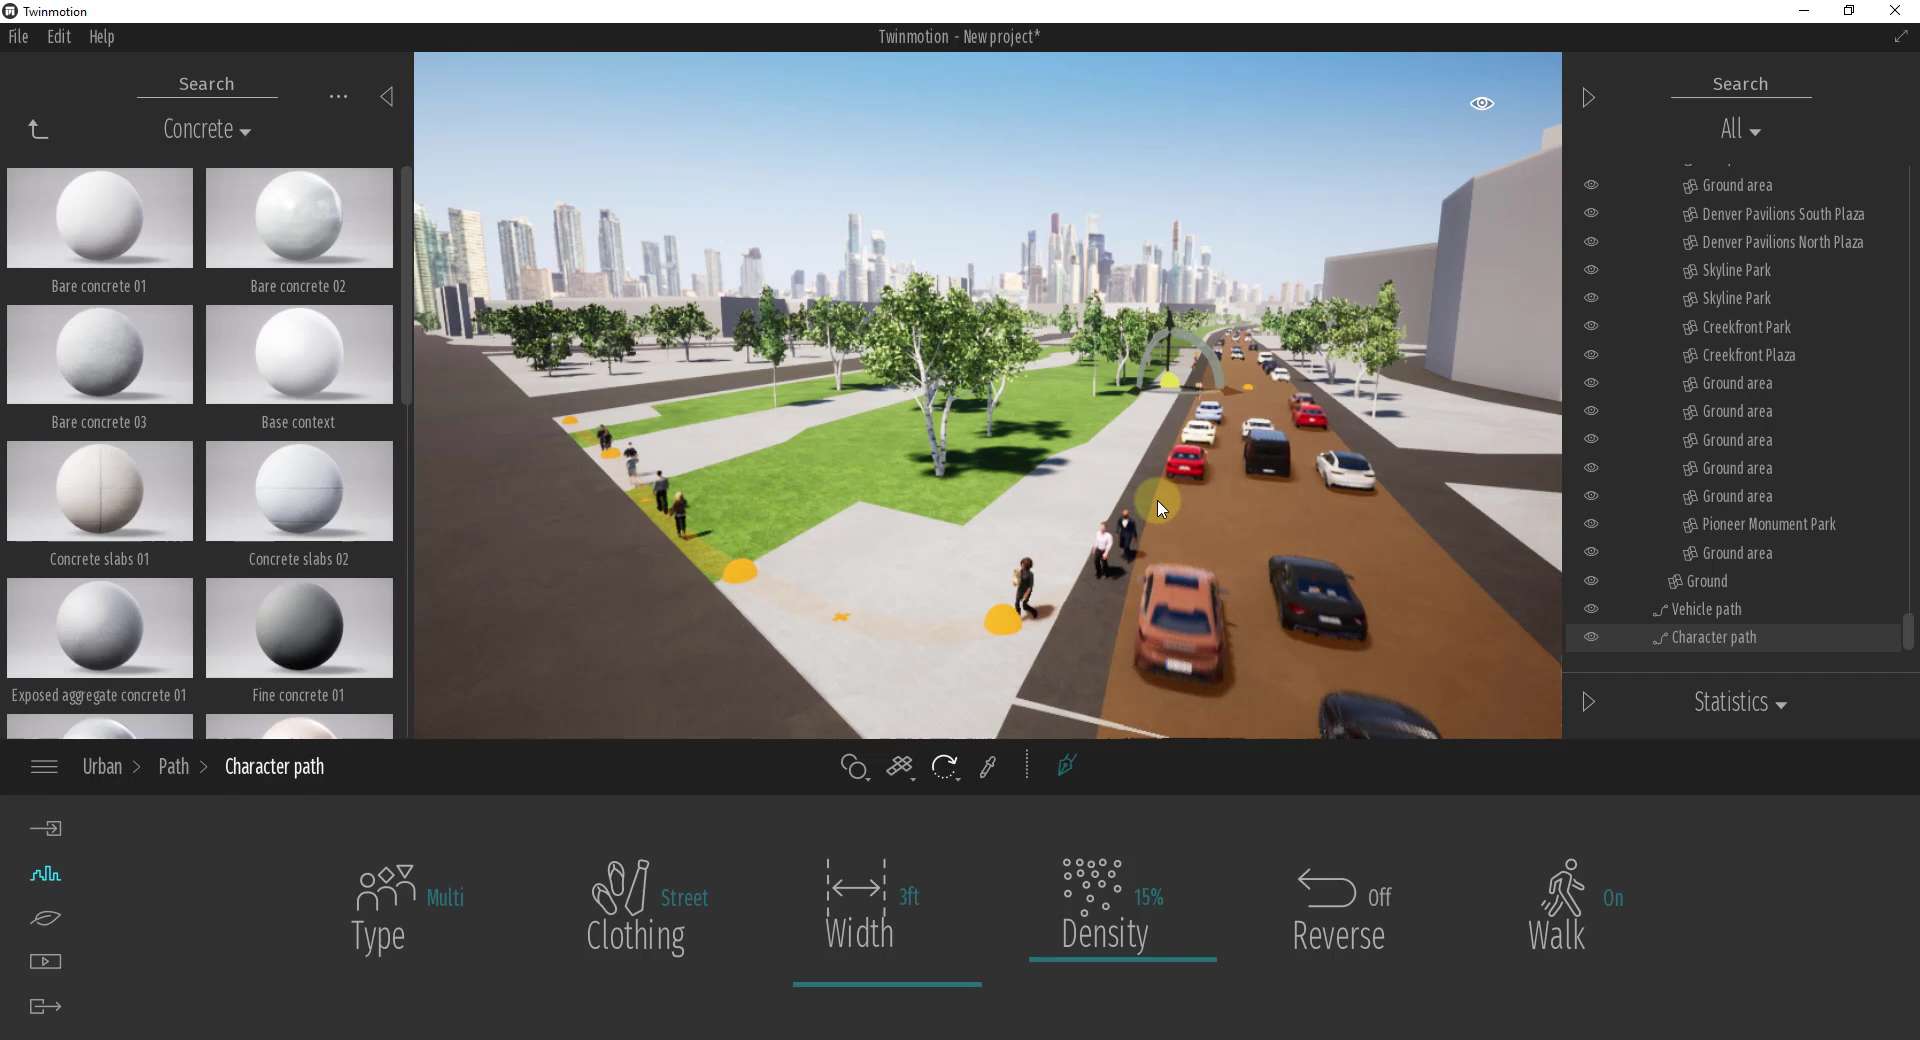 Twinmotion
File Edit Help
Twinmotion - New project*
Search
Concrete
Bare concrete 01
Bare concrete 02
Bare concrete 03
Base context
Concrete slabs 01
Concrete slabs 02
Exposed aggregate concrete 01
Fine concrete 01
Search
All
Ground area
Denver Pavilions South Plaza
Denver Pavilions North Plaza
Skyline Park
Skyline Park
Creekfront Park
Creekfront Plaza
Ground area
Ground area
Ground area
Ground area
Ground area
Pioneer Monument Park
Ground area
Ground
Vehicle path
Character path
Statistics
Urban > Path > Character path
Multi
Type
Street
Clothing
3ft
Width
15%
Density
Off
Reverse
On
Walk